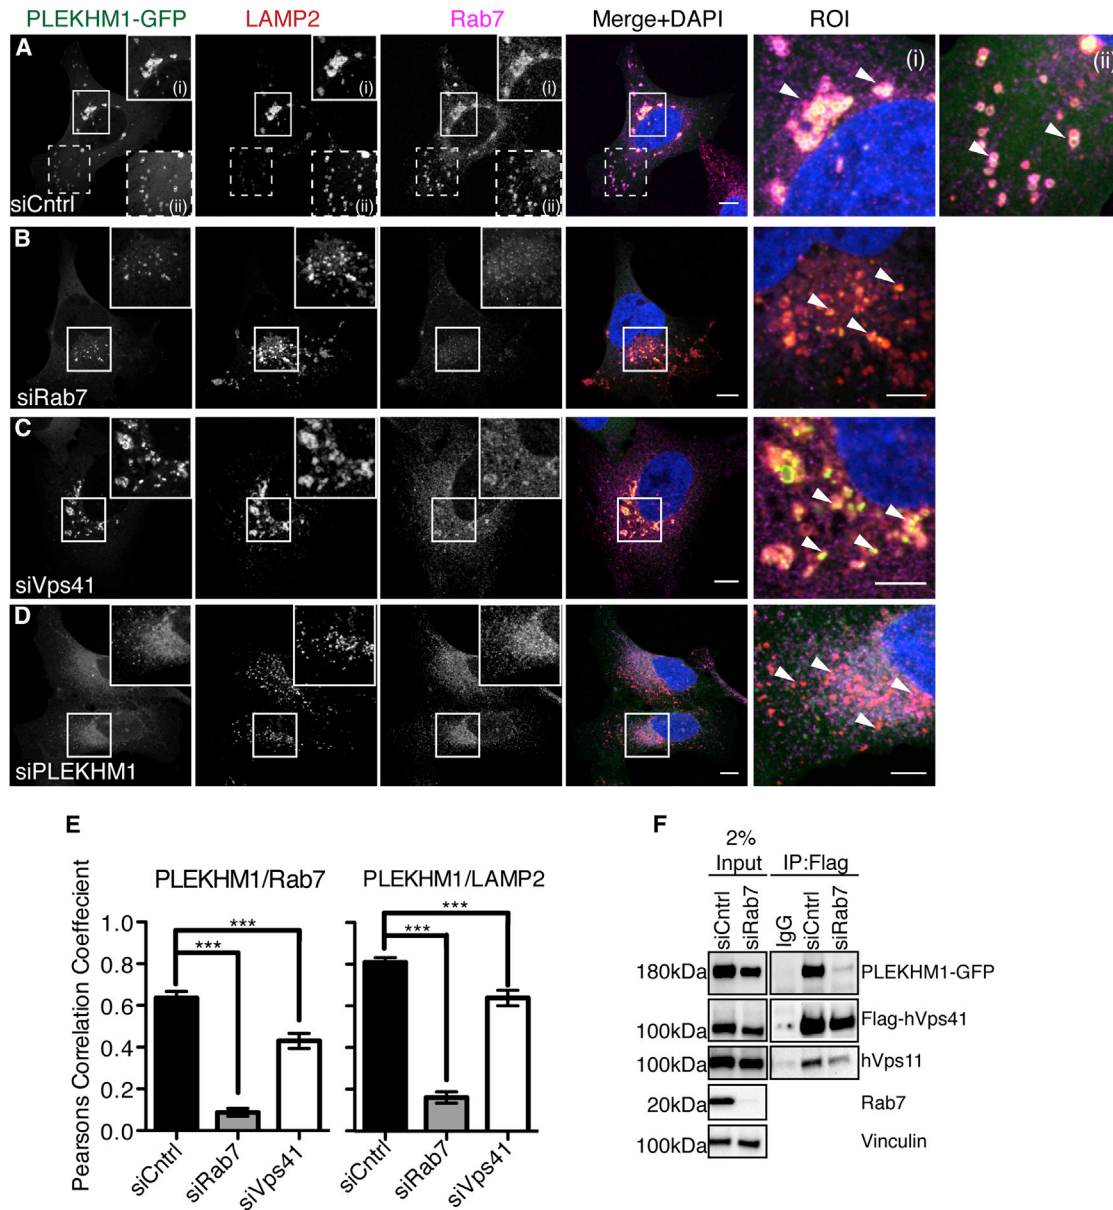 PLEKHM1-GFP LAMP2 Rab7 Merge+DAPI ROI
A (i) (i) (i) (i) (ii)
(ii) (ii) (ii)
siCntrl
B
siRab7
C
siVps41
D
siPLEKHM1
E
PLEKHM1/Rab7 PLEKHM1/LAMP2
Pearsons Correlation Coeffecient
1.0
0.8
0.6
0.4
0.2
0.0
*** ***
*** ***
siCntrl siRab7 siVps41 siCntrl siRab7 siVps41
F
2%
Input IP:Flag
siCntrl siRab7 IgG siCntrl siRab7
180kDa PLEKHM1-GFP
100kDa Flag-hVps41
100kDa hVps11
20kDa Rab7
100kDa Vinculin